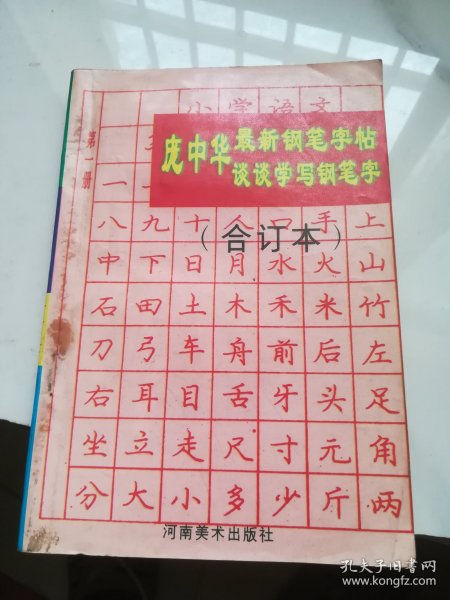 小学语文
第一册
庞中华最新钢笔字帖
谈谈学写钢笔字
（合订本）
一
八九十人口手上
中下日月水火山
石田土木禾米竹
刀弓车舟前后左
右耳目舌牙头足
坐立走尺寸元角
分大小多少斤两
河南美术出版社
孔夫子旧书网
www.kongfz.com